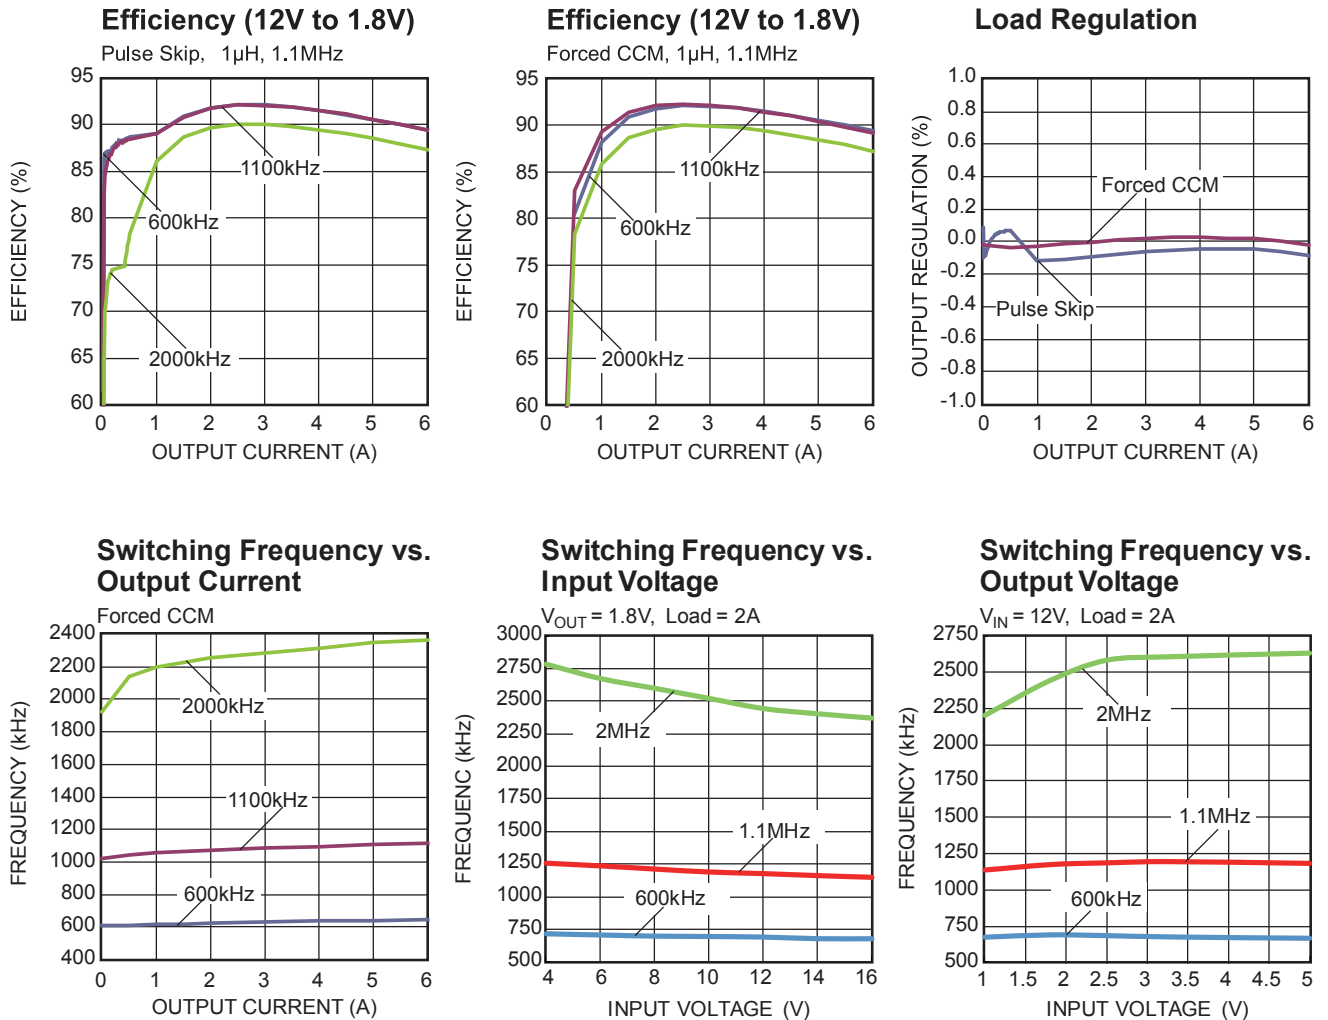 Efficiency (12V to 1.8V)
Pulse Skip, 1µH, 1.1MHz
EFFICIENCY (%)
95
90
85
80
75
70
65
60
1100kHz
600kHz
2000kHz
0 1 2 3 4 5 6
OUTPUT CURRENT (A)
Efficiency (12V to 1.8V)
Forced CCM, 1µH, 1.1MHz
EFFICIENCY (%)
95
90
85
80
75
70
65
60
1100kHz
600kHz
2000kHz
0 1 2 3 4 5 6
OUTPUT CURRENT (A)
Load Regulation
OUTPUT REGULATION (%)
1.0
0.8
0.6
0.4
0.2
0.0
-0.2
-0.4
-0.6
-0.8
-1.0
Forced CCM
Pulse Skip
0 1 2 3 4 5 6
OUTPUT CURRENT (A)
Switching Frequency vs.
Output Current
Forced CCM
FREQUENCY (kHz)
2400
2200
2000
1800
1600
1400
1200
1000
800
600
400
2000kHz
1100kHz
600kHz
0 1 2 3 4 5 6
OUTPUT CURRENT (A)
Switching Frequency vs.
Input Voltage
VOUT = 1.8V, Load = 2A
FREQUENC (kHz)
3000
2750
2500
2250
2000
1750
1500
1250
1000
750
500
2MHz
1.1MHz
600kHz
4 6 8 10 12 14 16
INPUT VOLTAGE (V)
Switching Frequency vs.
Output Voltage
VIN = 12V, Load = 2A
FREQUENCY (kHz)
2750
2500
2250
2000
1750
1500
1250
1000
750
500
2MHz
1.1MHz
600kHz
1 1.5 2 2.5 3 3.5 4 4.5 5
INPUT VOLTAGE (V)